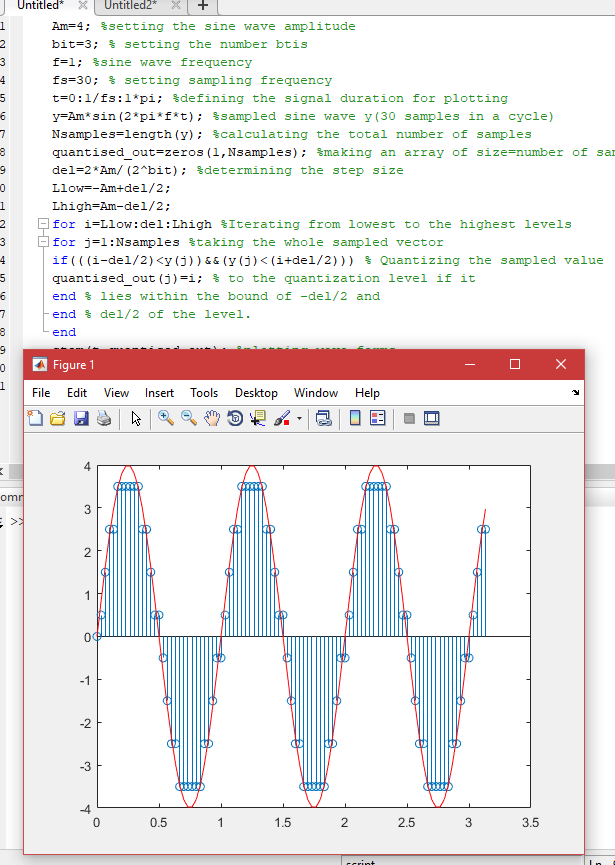 Untitled* × Untitled2* × +
1 Am=4; %setting the sine wave amplitude
2 bit=3; % setting the number btis
3 f=1; %sine wave frequency
4 fs=30; % setting sampling frequency
5 t=0:1/fs:1*pi; %defining the signal duration for plotting
6 y=Am*sin(2*pi*f*t); %sampled sine wave y(30 samples in a cycle)
7 Nsamples=length(y); %calculating the total number of samples
8 quantised_out=zeros(1,Nsamples); %making an array of size=number of sam
9 del=2*Am/(2^bit); %determining the step size
0 Llow=-Am+del/2;
1 Lhigh=Am-del/2;
2 for i=Llow:del:Lhigh %Iterating from lowest to the highest levels
3 for j=1:Nsamples %taking the whole sampled vector
4 if(((i-del/2)<y(j))&&(y(j)<(i+del/2))) % Quantizing the sampled value
5 quantised_out(j)=i; % to the quantization level if it
6 end % lies within the bound of -del/2 and
7 end % del/2 of the level.
8 end
9
0
1
Figure 1
File Edit View Insert Tools Desktop Window Help
4
3
2
1
0
-1
-2
-3
-4
0 0.5 1 1.5 2 2.5 3 3.5
omm
>>
script
Ln